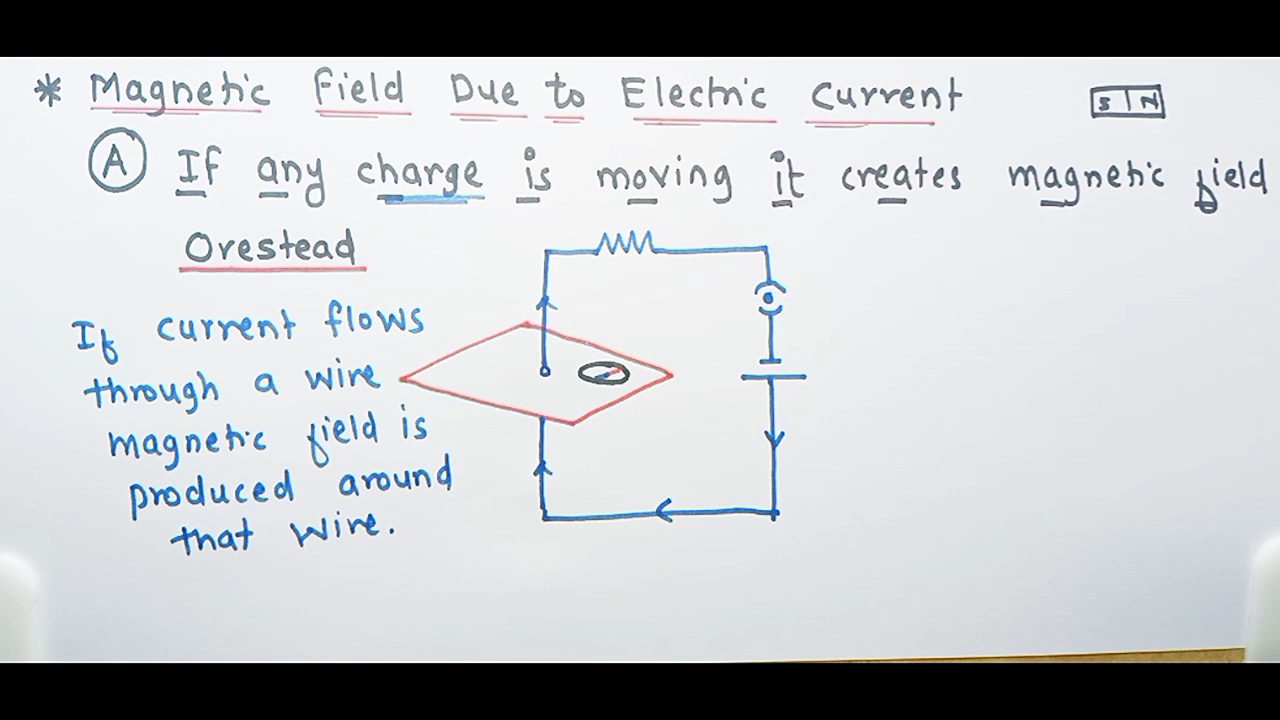 * Magnetic Field Due to Electric Current
S N
A If any charge is moving it creates magnetic field
Orestead
If current flows
through a wire
magnetic field is
produced around
that wire.